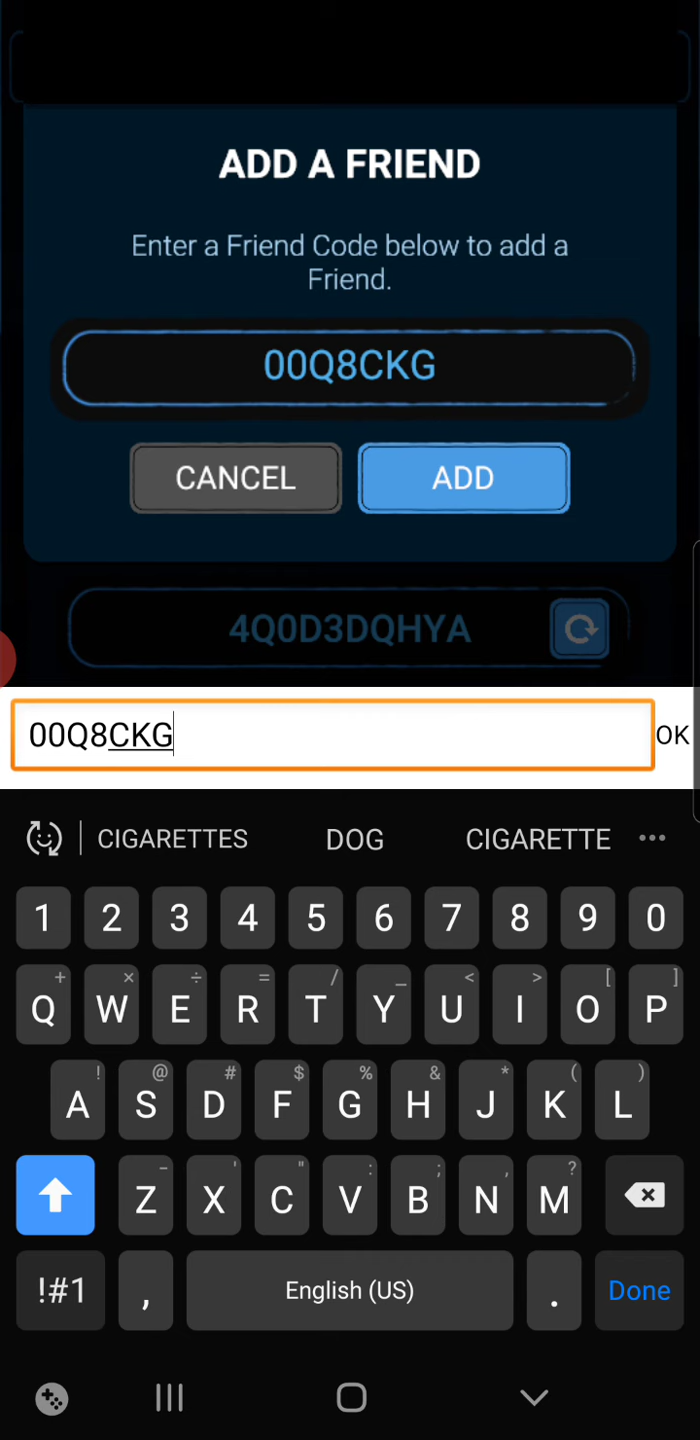 ADD A FRIEND
Enter a Friend Code below to add a
Friend.
00Q8CKG
CANCEL ADD
4Q0D3DQHYA
00Q8CKG OK
CIGARETTES DOG CIGARETTE ...
1 2 3 4 5 6 7 8 9 0
+ × ÷ = / _ < > [ ]
Q W E R T Y U I O P
! @ # $ % & * ( )
A S D F G H J K L
- ' " : ; , ?
Z X C V B N M
!#1 , English (US) . Done